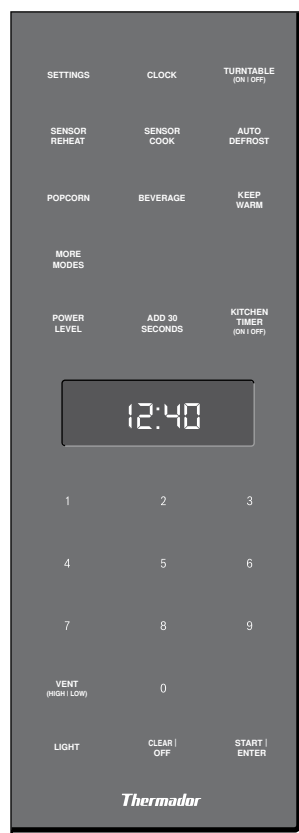 SETTINGS CLOCK TURNTABLE
(ON | OFF)
SENSOR SENSOR AUTO
REHEAT COOK DEFROST
POPCORN BEVERAGE KEEP
WARM
MORE
MODES
POWER ADD 30 KITCHEN
LEVEL SECONDS TIMER
(ON | OFF)
12:40
1 2 3
4 5 6
7 8 9
VENT 0
(HIGH | LOW)
LIGHT CLEAR | START |
OFF ENTER
Thermador